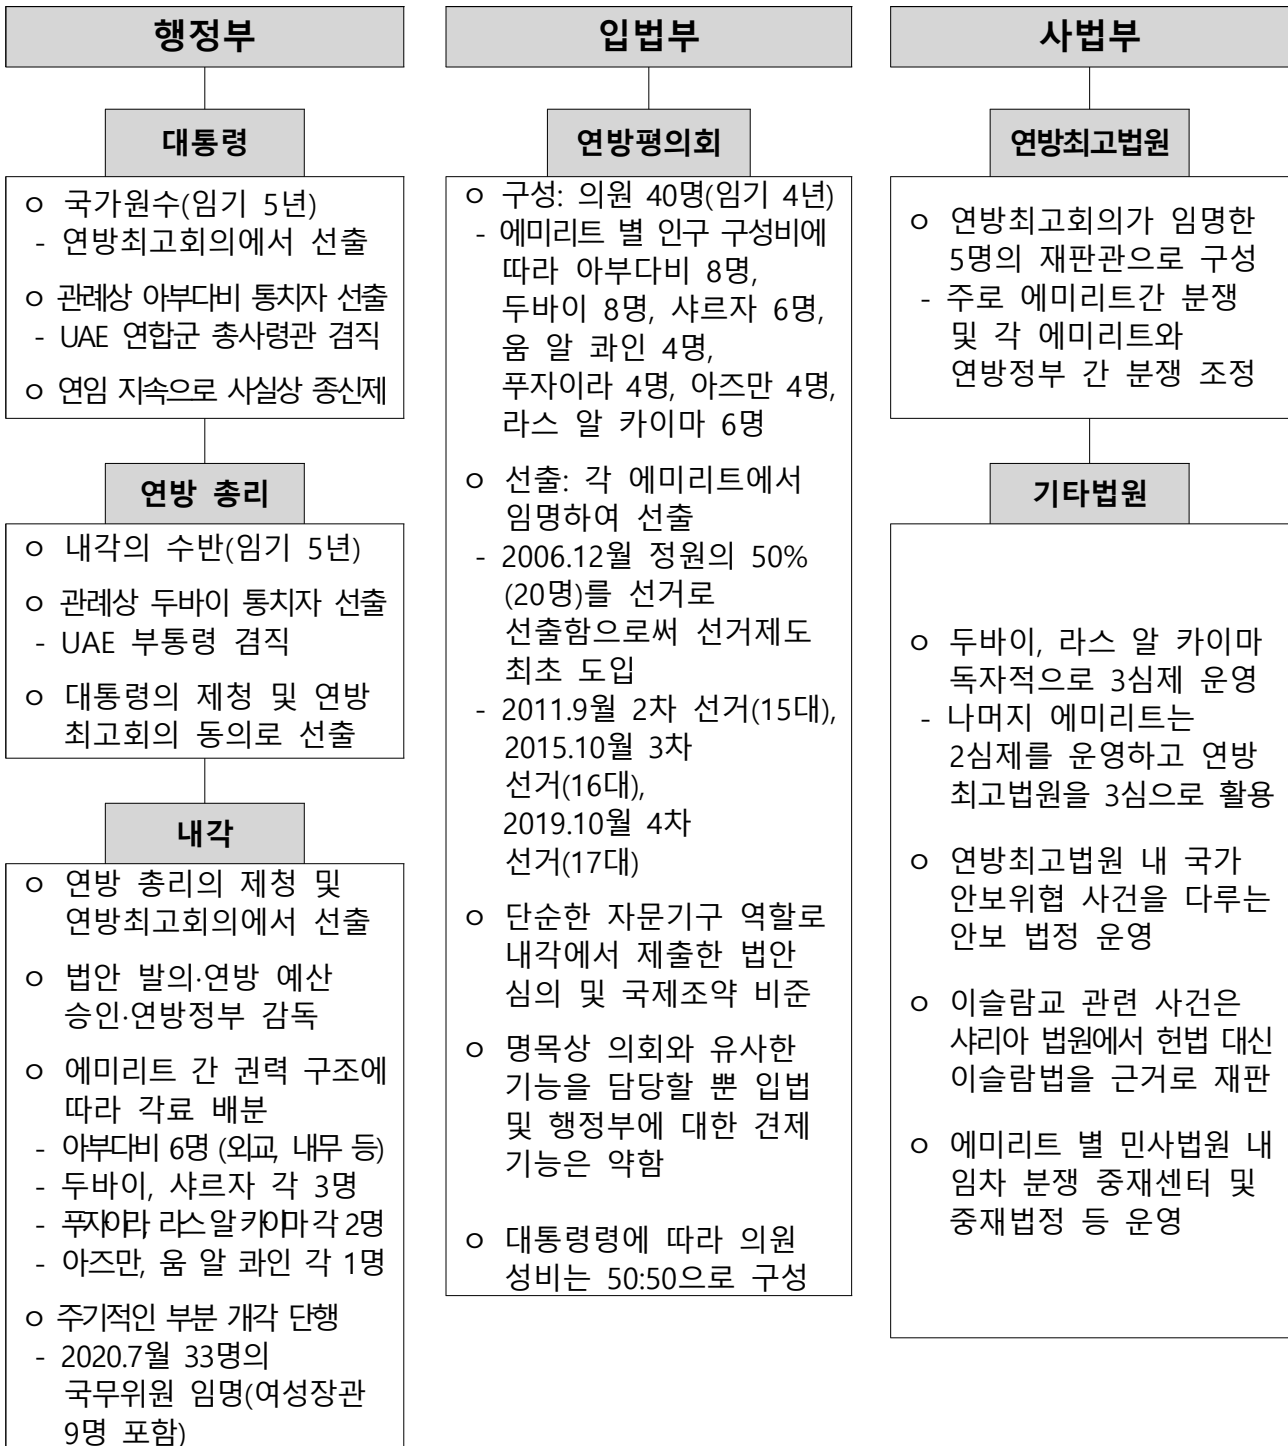 행정부
대통령
ㅇ 국가원수(임기 5년)
- 연방최고회의에서 선출
ㅇ 관례상 아부다비 통치자 선출
- UAE 연합군 총사령관 겸직
ㅇ 연임 지속으로 사실상 종신제
연방 총리
ㅇ 내각의 수반(임기 5년)
ㅇ 관례상 두바이 통치자 선출
- UAE 부통령 겸직
ㅇ 대통령의 제청 및 연방
최고회의 동의로 선출
내각
ㅇ 연방 총리의 제청 및
연방최고회의에서 선출
ㅇ 법안 발의·연방 예산
승인·연방정부 감독
ㅇ 에미리트 간 권력 구조에
따라 각료 배분
- 아부다비 6명 (외교, 내무 등)
- 두바이, 샤르자 각 3명
- 푸자이라, 라스 알 카이마 각 2명
- 아즈만, 움 알 콰인 각 1명
ㅇ 주기적인 부분 개각 단행
- 2020.7월 33명의
국무위원 임명(여성장관
9명 포함)
입법부
연방평의회
ㅇ 구성: 의원 40명(임기 4년)
- 에미리트 별 인구 구성비에
따라 아부다비 8명,
두바이 8명, 샤르자 6명,
움 알 콰인 4명,
푸자이라 4명, 아즈만 4명,
라스 알 카이마 6명
ㅇ 선출: 각 에미리트에서
임명하여 선출
- 2006.12월 정원의 50%
(20명)를 선거로
선출함으로써 선거제도
최초 도입
- 2011.9월 2차 선거(15대),
2015.10월 3차
선거(16대),
2019.10월 4차
선거(17대)
ㅇ 단순한 자문기구 역할로
내각에서 제출한 법안
심의 및 국제조약 비준
ㅇ 명목상 의회와 유사한
기능을 담당할 뿐 입법
및 행정부에 대한 견제
기능은 약함
ㅇ 대통령령에 따라 의원
성비는 50:50으로 구성
사법부
연방최고법원
ㅇ 연방최고회의가 임명한
5명의 재판관으로 구성
- 주로 에미리트간 분쟁
및 각 에미리트와
연방정부 간 분쟁 조정
기타법원
ㅇ 두바이, 라스 알 카이마
독자적으로 3심제 운영
- 나머지 에미리트는
2심제를 운영하고 연방
최고법원을 3심으로 활용
ㅇ 연방최고법원 내 국가
안보위협 사건을 다루는
안보 법정 운영
ㅇ 이슬람교 관련 사건은
샤리아 법원에서 헌법 대신
이슬람법을 근거로 재판
ㅇ 에미리트 별 민사법원 내
임차 분쟁 중재센터 및
중재법정 등 운영